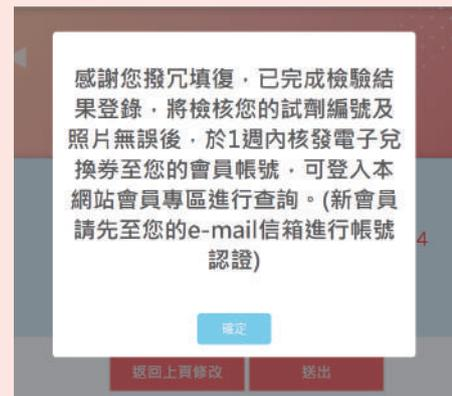 感謝您撥冗填復，已完成檢驗結
果登錄，將檢核您的試劑編號及
照片無誤後，於1週內核發電子兌
換券至您的會員帳號，可登入本
網站會員專區進行查詢。(新會員
請先至您的e-mail信箱進行帳號
認證)
4
確定
返回上頁修改
送出